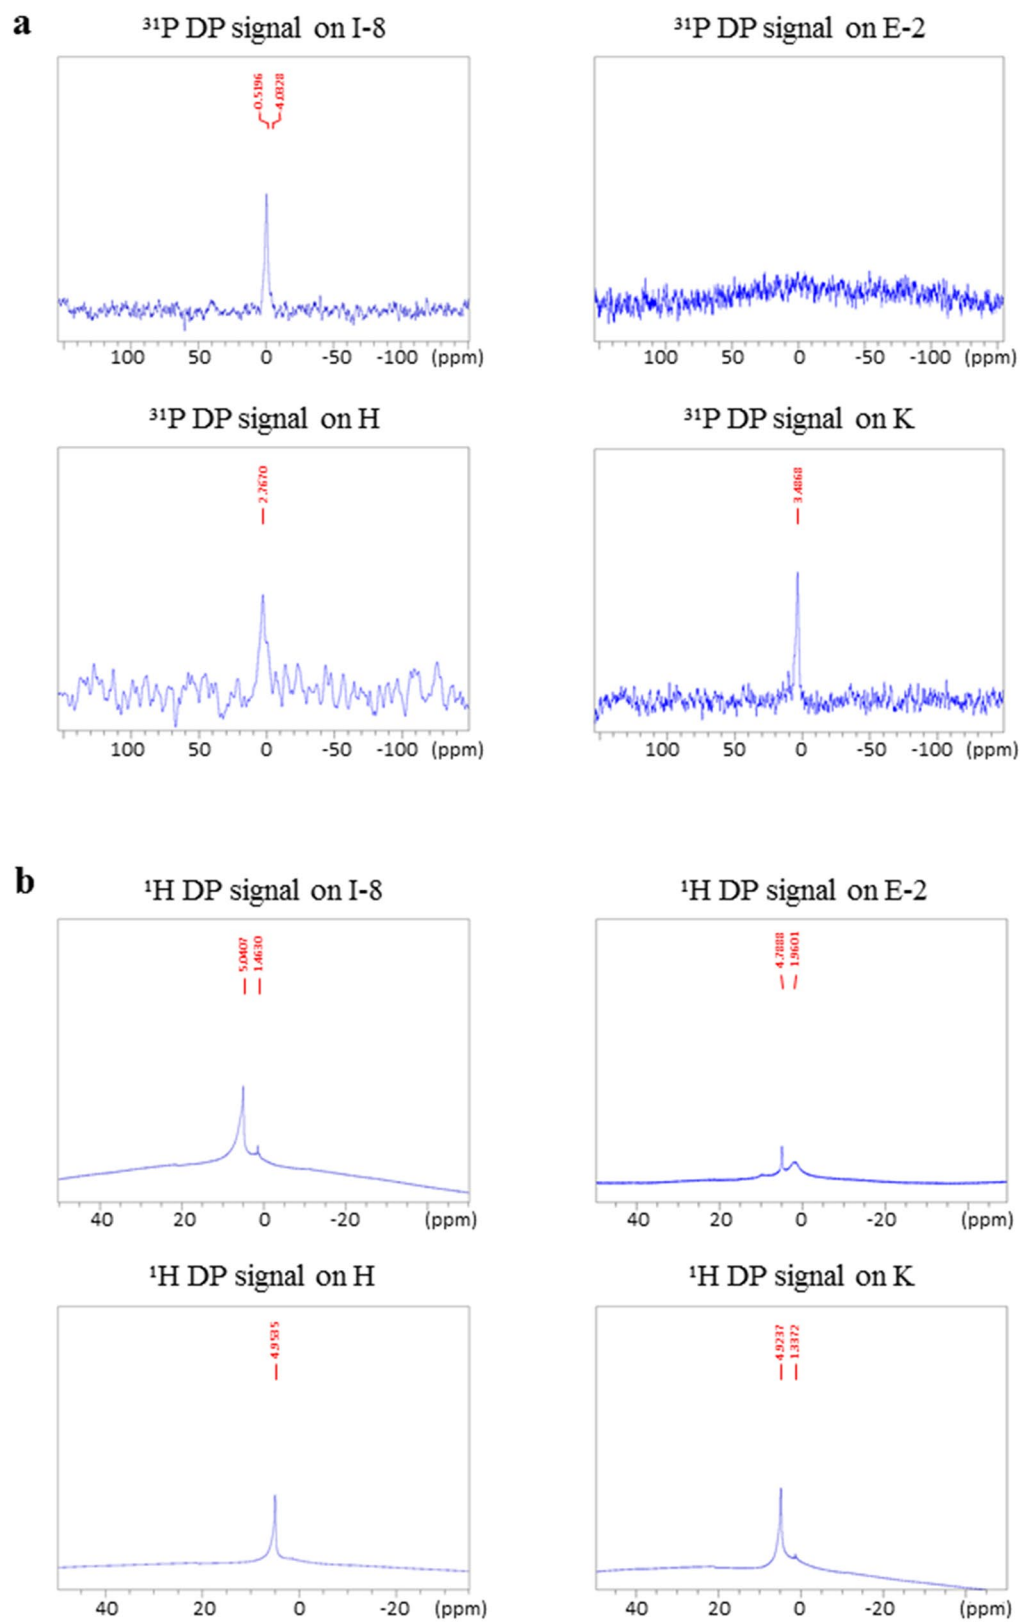 a
³¹P DP signal on I-8
³¹P DP signal on E-2
-0.5196
-4.0328
100 50 0 -50 -100 (ppm)
100 50 0 -50 -100 (ppm)
³¹P DP signal on H
³¹P DP signal on K
2.7670
3.4868
100 50 0 -50 -100 (ppm)
100 50 0 -50 -100 (ppm)
b
¹H DP signal on I-8
¹H DP signal on E-2
5.0407
1.4630
4.7888
1.9601
40 20 0 -20 (ppm)
40 20 0 -20 (ppm)
¹H DP signal on H
¹H DP signal on K
4.9535
4.9237
1.3372
40 20 0 -20 (ppm)
40 20 0 -20 (ppm)